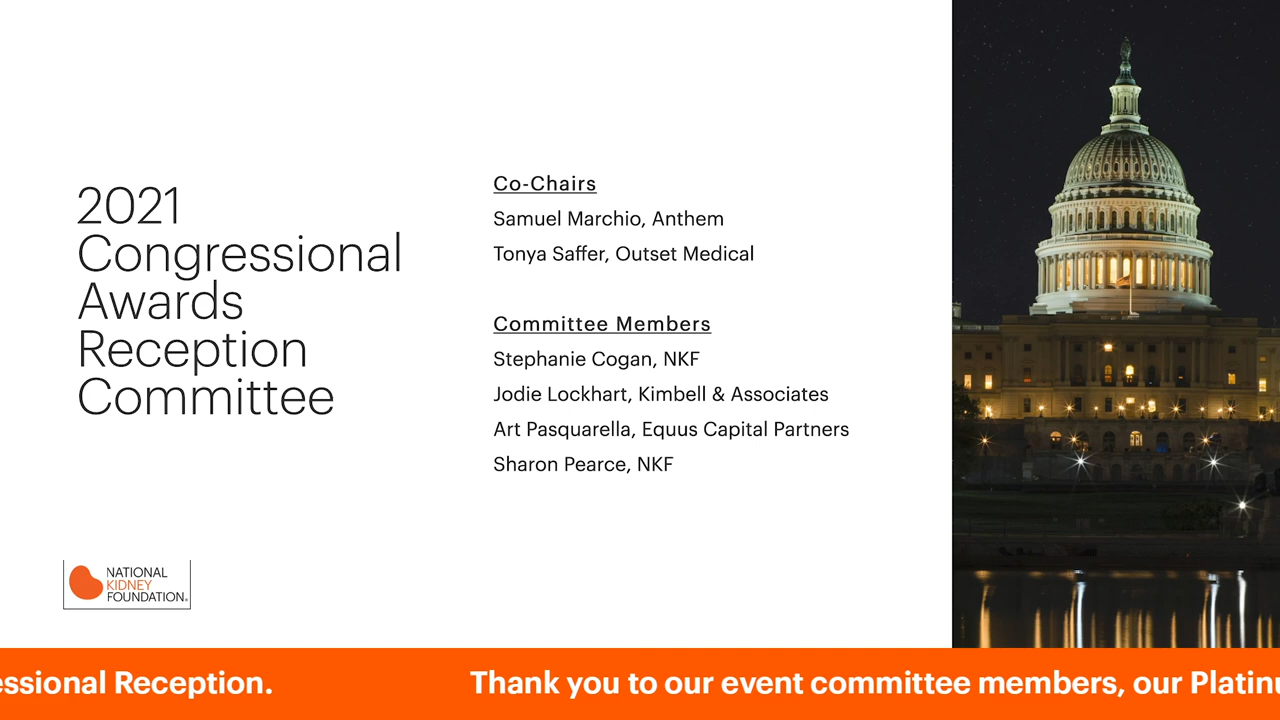 2021
Congressional
Awards
Reception
Committee
Co-Chairs
Samuel Marchio, Anthem
Tonya Saffer, Outset Medical
Committee Members
Stephanie Cogan, NKF
Jodie Lockhart, Kimbell & Associates
Art Pasquarella, Equus Capital Partners
Sharon Pearce, NKF
NATIONAL
KIDNEY
FOUNDATION®
essional Reception. Thank you to our event committee members, our Platinu